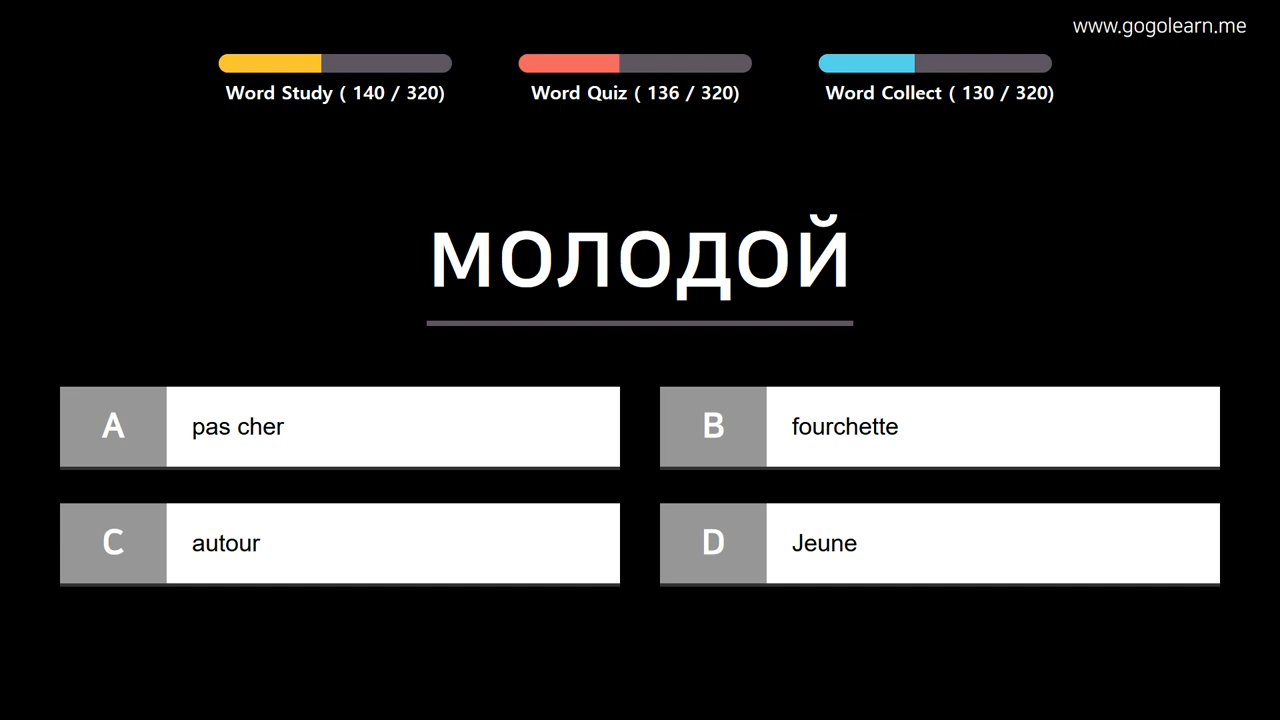 www.gogolearn.me
Word Study ( 140 / 320)
Word Quiz ( 136 / 320)
Word Collect ( 130 / 320)
молодой
A pas cher
B fourchette
C autour
D Jeune